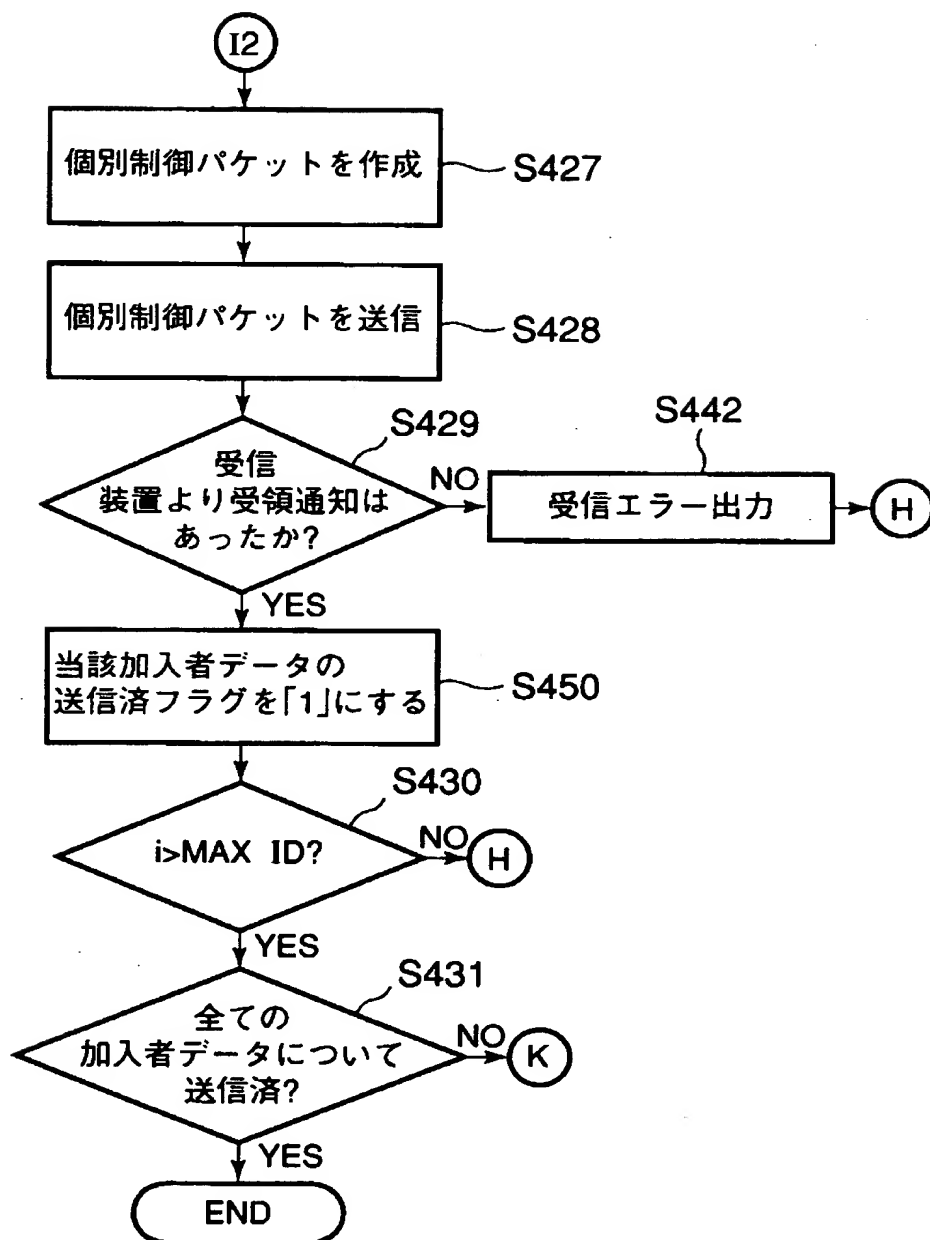 I2
個別制御パケットを作成
S427
個別制御パケットを送信
S428
S429
受信
装置より受領通知は
あったか?
NO
S442
受信エラー出力
H
YES
当該加入者データの
送信済フラグを「1」にする
S450
S430
i>MAX ID?
NO
H
YES
S431
全ての
加入者データについて
送信済?
NO
K
YES
END